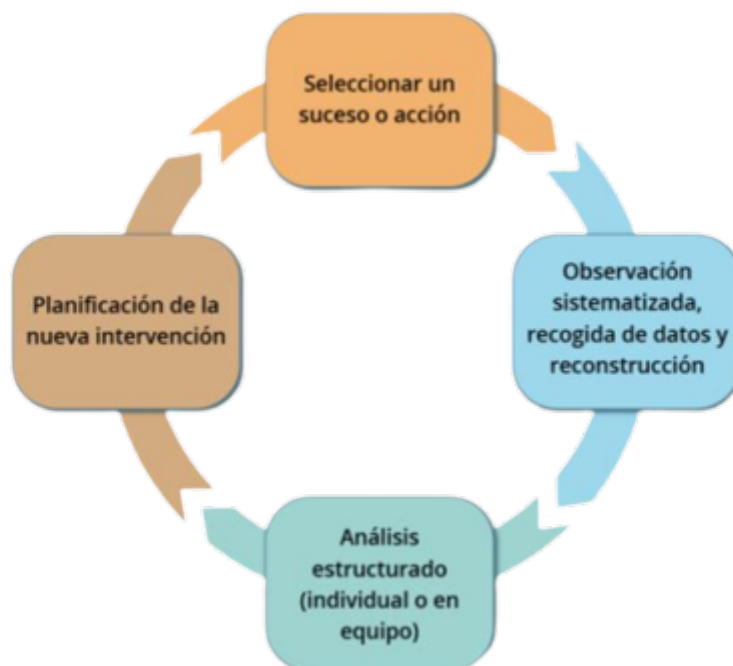 Seleccionar un
suceso o acción
Observación
sistematizada,
recogida de datos y
reconstrucción
Análisis
estructurado
(individual o en
equipo)
Planificación de la
nueva intervención